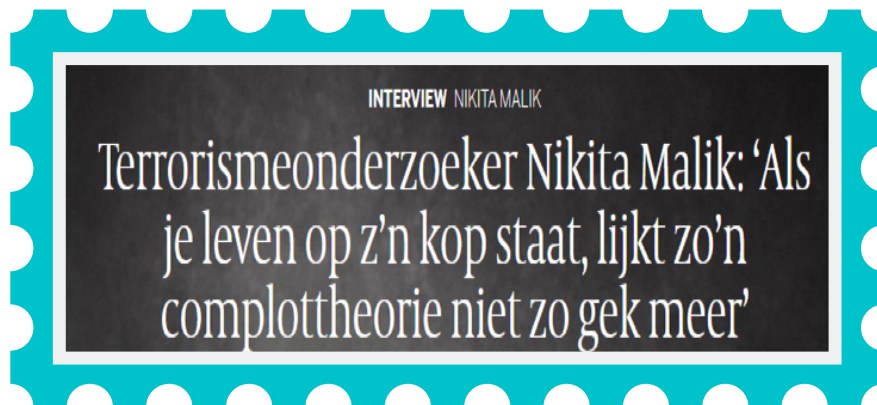 INTERVIEW NIKITA MALIK
Terrorismeonderzoeker Nikita Malik: ‘Als
je leven op z’n kop staat, lijkt zo’n
complottheorie niet zo gek meer’